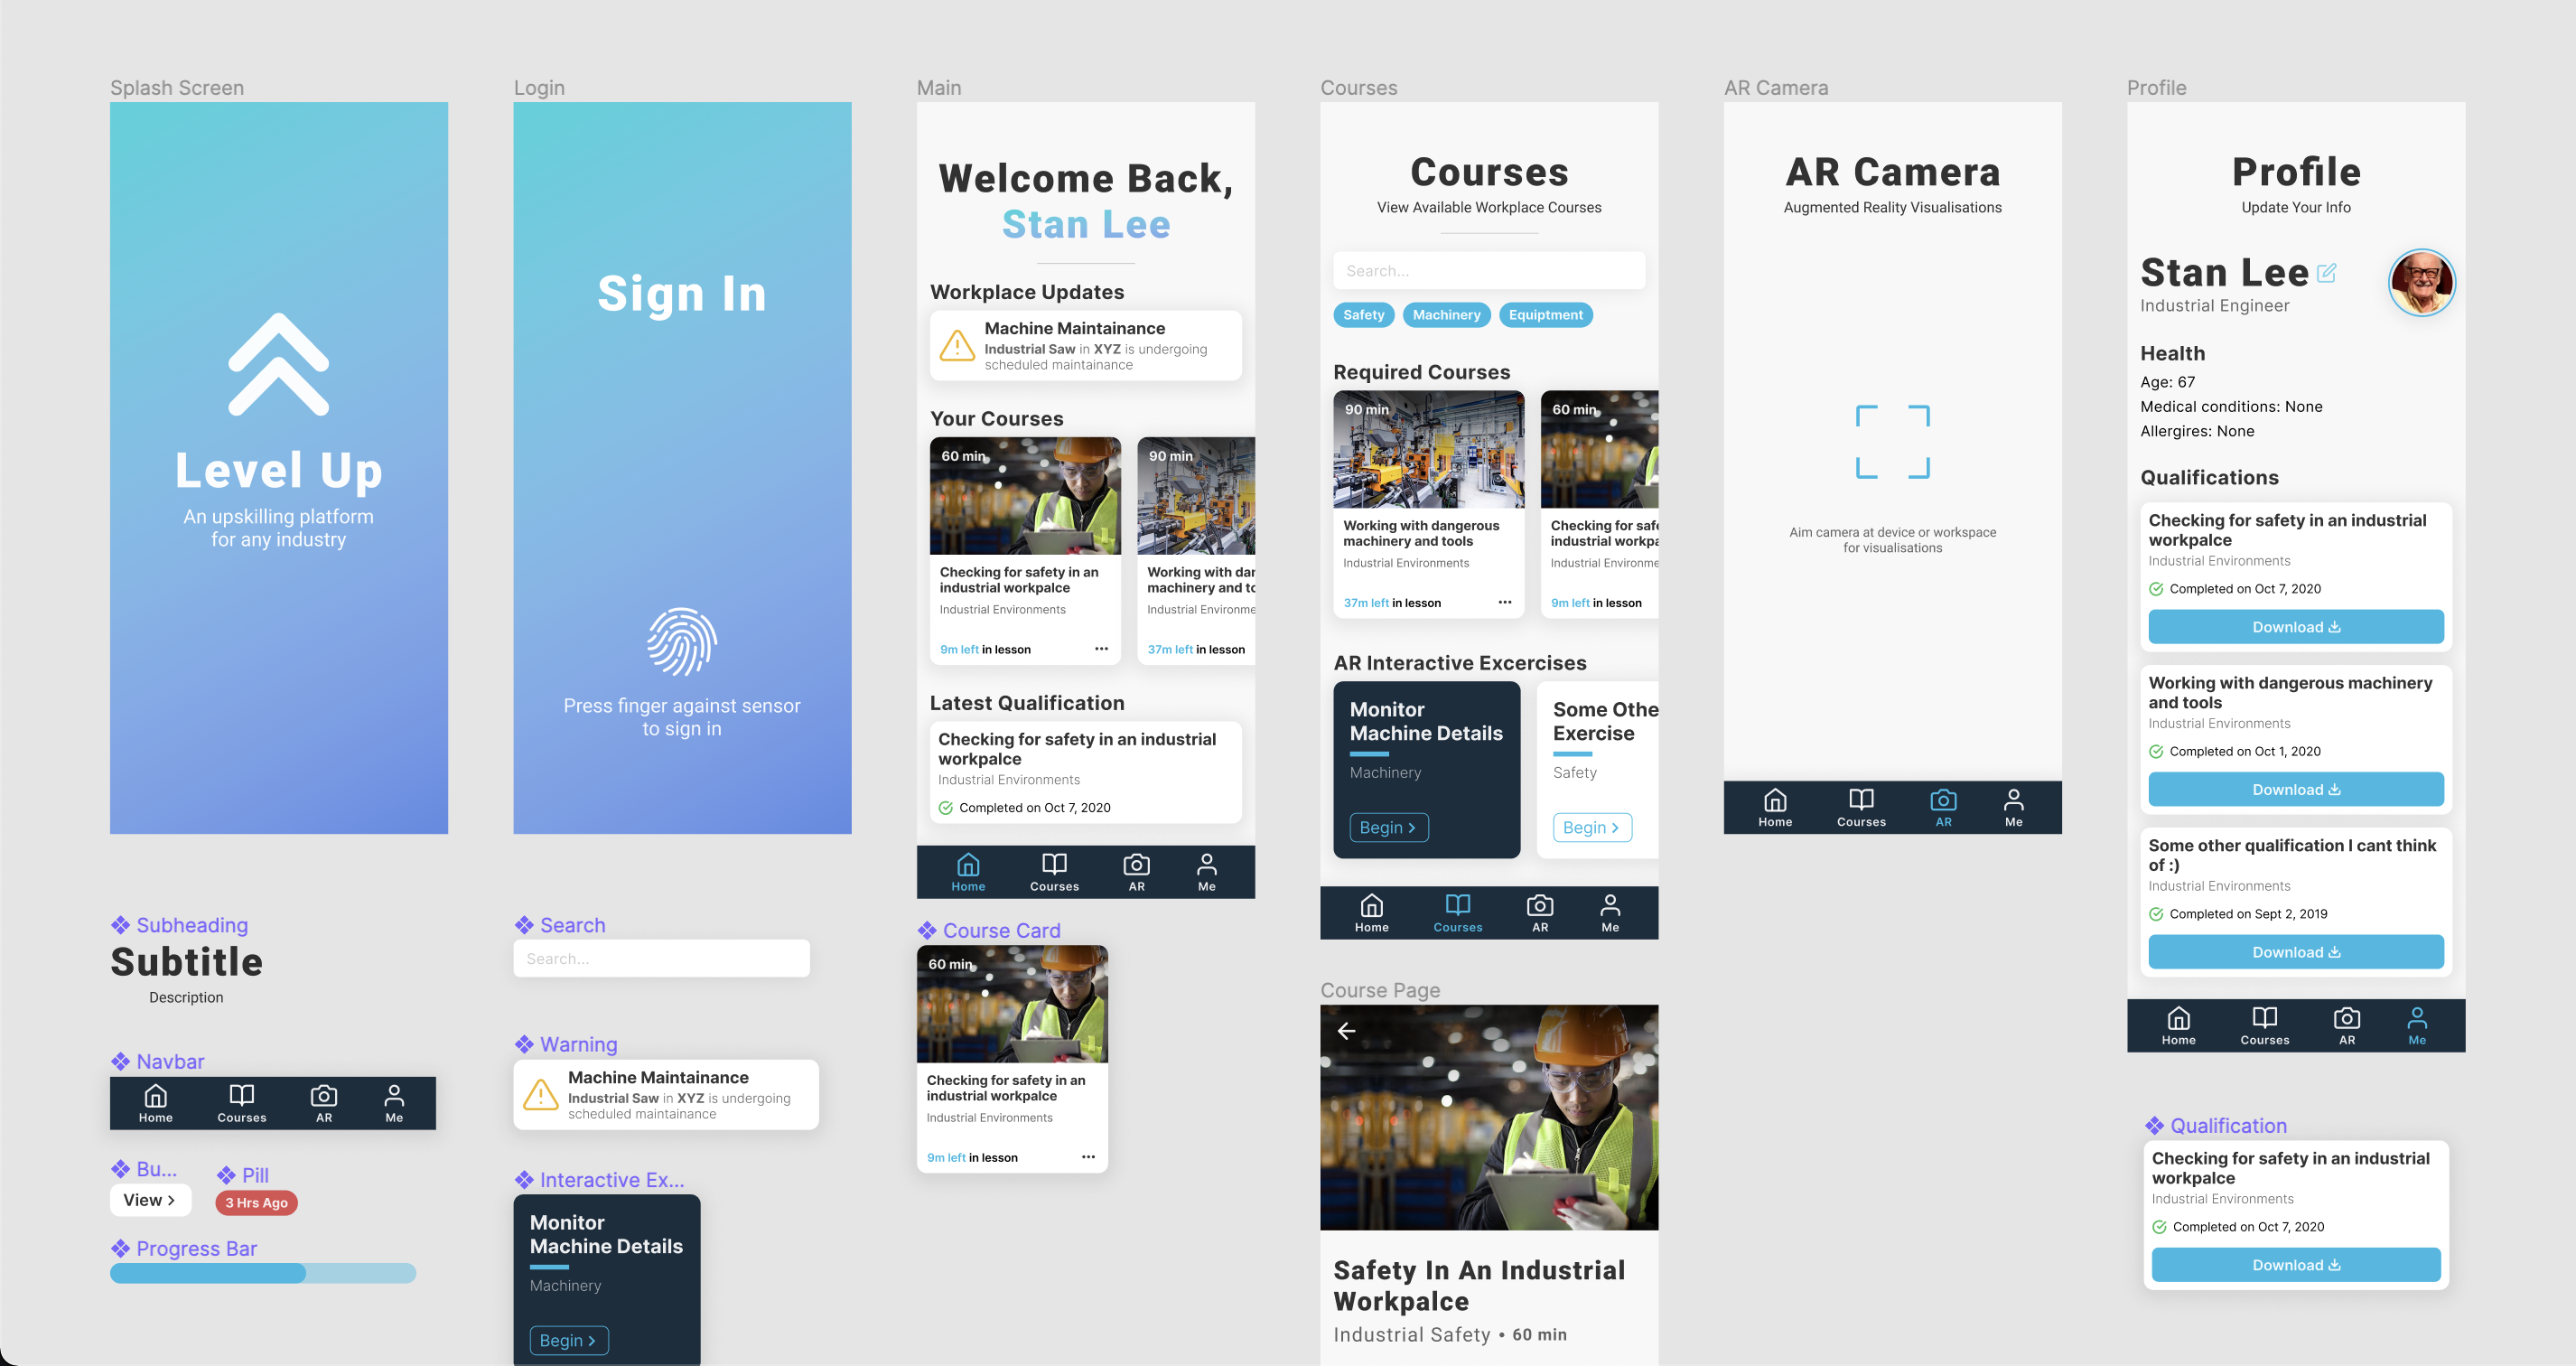 Splash Screen
Level Up
An upskilling platform
for any industry
Login
Sign In
Press finger against sensor
to sign in
Main
Welcome Back,
Stan Lee
Workplace Updates
Machine Maintainance
Industrial Saw in XYZ is undergoing
scheduled maintainance
Your Courses
60 min
Checking for safety in an
industrial workpalce
Industrial Environments
9m left in lesson
90 min
Working with dan
machinery and to
Industrial Environme
37m left in lesson
Latest Qualification
Checking for safety in an industrial
workpalce
Industrial Environments
Completed on Oct 7, 2020
Home
Courses
AR
Me
Courses
Courses
View Available Workplace Courses
Search...
Safety
Machinery
Equiptment
Required Courses
90 min
Working with dangerous
machinery and tools
Industrial Environments
37m left in lesson
60 min
Checking for safe
industrial workpa
Industrial Environme
9m left in lesson
AR Interactive Excercises
Monitor
Machine Details
Machinery
Begin
Some Othe
Exercise
Safety
Begin
Home
Courses
AR
Me
AR Camera
AR Camera
Augmented Reality Visualisations
Aim camera at device or workspace
for visualisations
Home
Courses
AR
Me
Profile
Profile
Update Your Info
Stan Lee
Industrial Engineer
Health
Age: 67
Medical conditions: None
Allergires: None
Qualifications
Checking for safety in an industrial
workpalce
Industrial Environments
Completed on Oct 7, 2020
Download
Working with dangerous machinery
and tools
Industrial Environments
Completed on Oct 1, 2020
Download
Some other qualification I cant think
of :)
Industrial Environments
Completed on Sept 2, 2019
Download
Home
Courses
AR
Me
Subheading
Subtitle
Description
Navbar
Home
Courses
AR
Me
Bu...
View
Pill
3 Hrs Ago
Progress Bar
Search
Search...
Warning
Machine Maintainance
Industrial Saw in XYZ is undergoing
scheduled maintainance
Interactive Ex...
Monitor
Machine Details
Machinery
Begin
Course Card
60 min
Checking for safety in an
industrial workpalce
Industrial Environments
9m left in lesson
Course Page
Safety In An Industrial
Workpalce
Industrial Safety • 60 min
Qualification
Checking for safety in an industrial
workpalce
Industrial Environments
Completed on Oct 7, 2020
Download